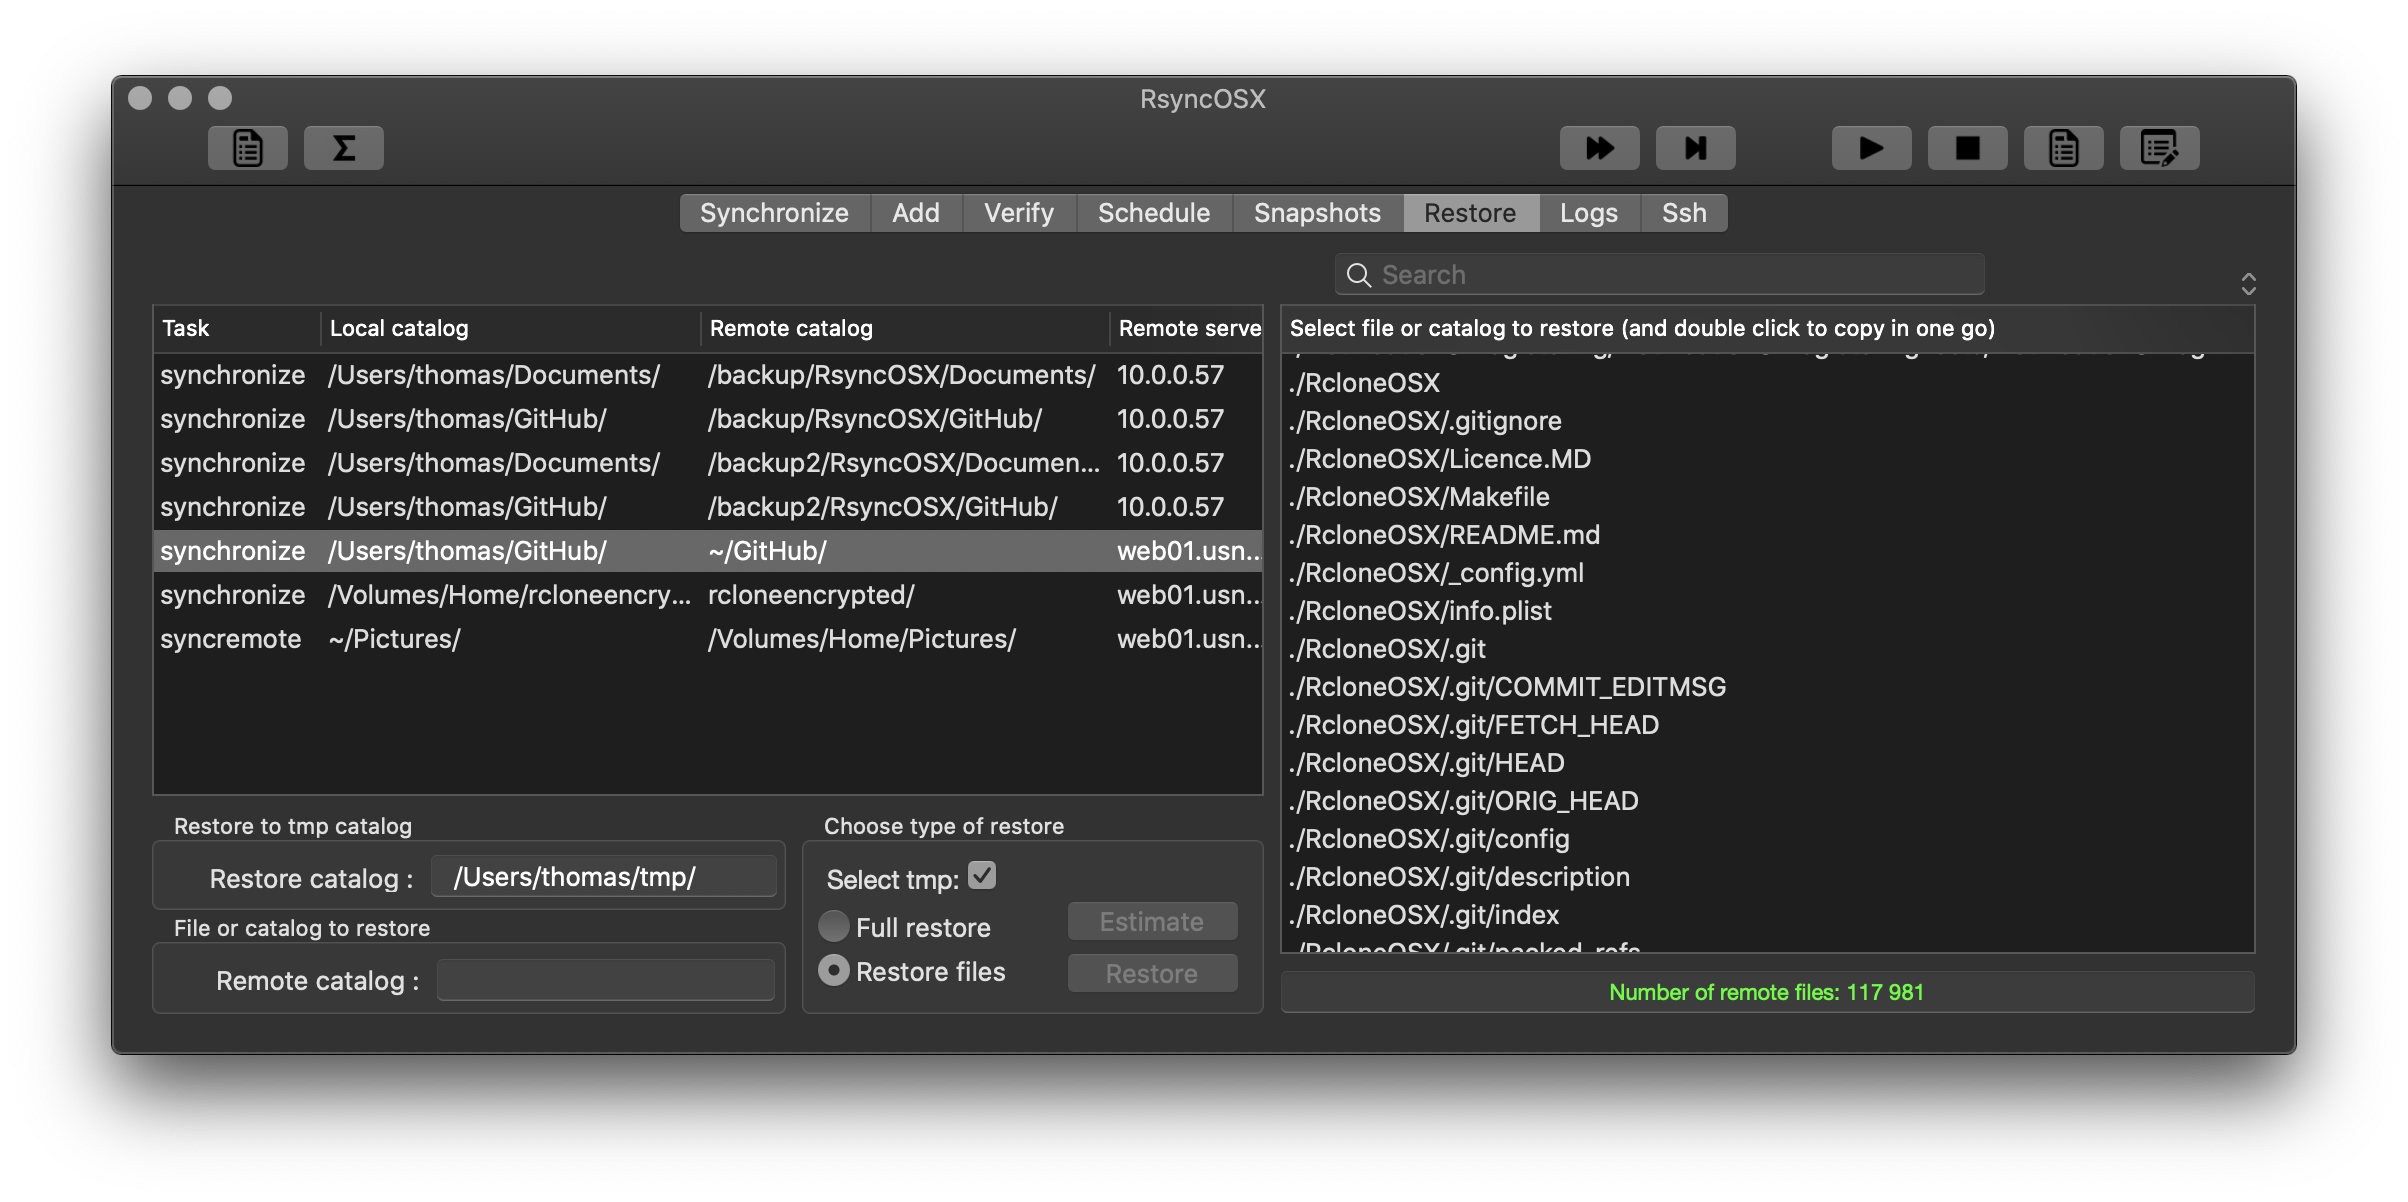 RsyncOSX
Synchronize Add Verify Schedule Snapshots Restore Logs Ssh
Search
Task Local catalog Remote catalog Remote serve
synchronize /Users/thomas/Documents/ /backup/RsyncOSX/Documents/ 10.0.0.57
synchronize /Users/thomas/GitHub/ /backup/RsyncOSX/GitHub/ 10.0.0.57
synchronize /Users/thomas/Documents/ /backup2/RsyncOSX/Documen... 10.0.0.57
synchronize /Users/thomas/GitHub/ /backup2/RsyncOSX/GitHub/ 10.0.0.57
synchronize /Users/thomas/GitHub/ ~/GitHub/ web01.usn...
synchronize /Volumes/Home/rcloneencry... rcloneencrypted/ web01.usn...
syncremote ~/Pictures/ /Volumes/Home/Pictures/ web01.usn...
Restore to tmp catalog
Restore catalog : /Users/thomas/tmp/
File or catalog to restore
Remote catalog :
Choose type of restore
Select tmp:
Full restore Estimate
Restore files Restore
Select file or catalog to restore (and double click to copy in one go)
./RcloneOSX
./RcloneOSX/.gitignore
./RcloneOSX/Licence.MD
./RcloneOSX/Makefile
./RcloneOSX/README.md
./RcloneOSX/_config.yml
./RcloneOSX/info.plist
./RcloneOSX/.git
./RcloneOSX/.git/COMMIT_EDITMSG
./RcloneOSX/.git/FETCH_HEAD
./RcloneOSX/.git/HEAD
./RcloneOSX/.git/ORIG_HEAD
./RcloneOSX/.git/config
./RcloneOSX/.git/description
./RcloneOSX/.git/index
./RcloneOSX/.git/packed_refs
Number of remote files: 117 981